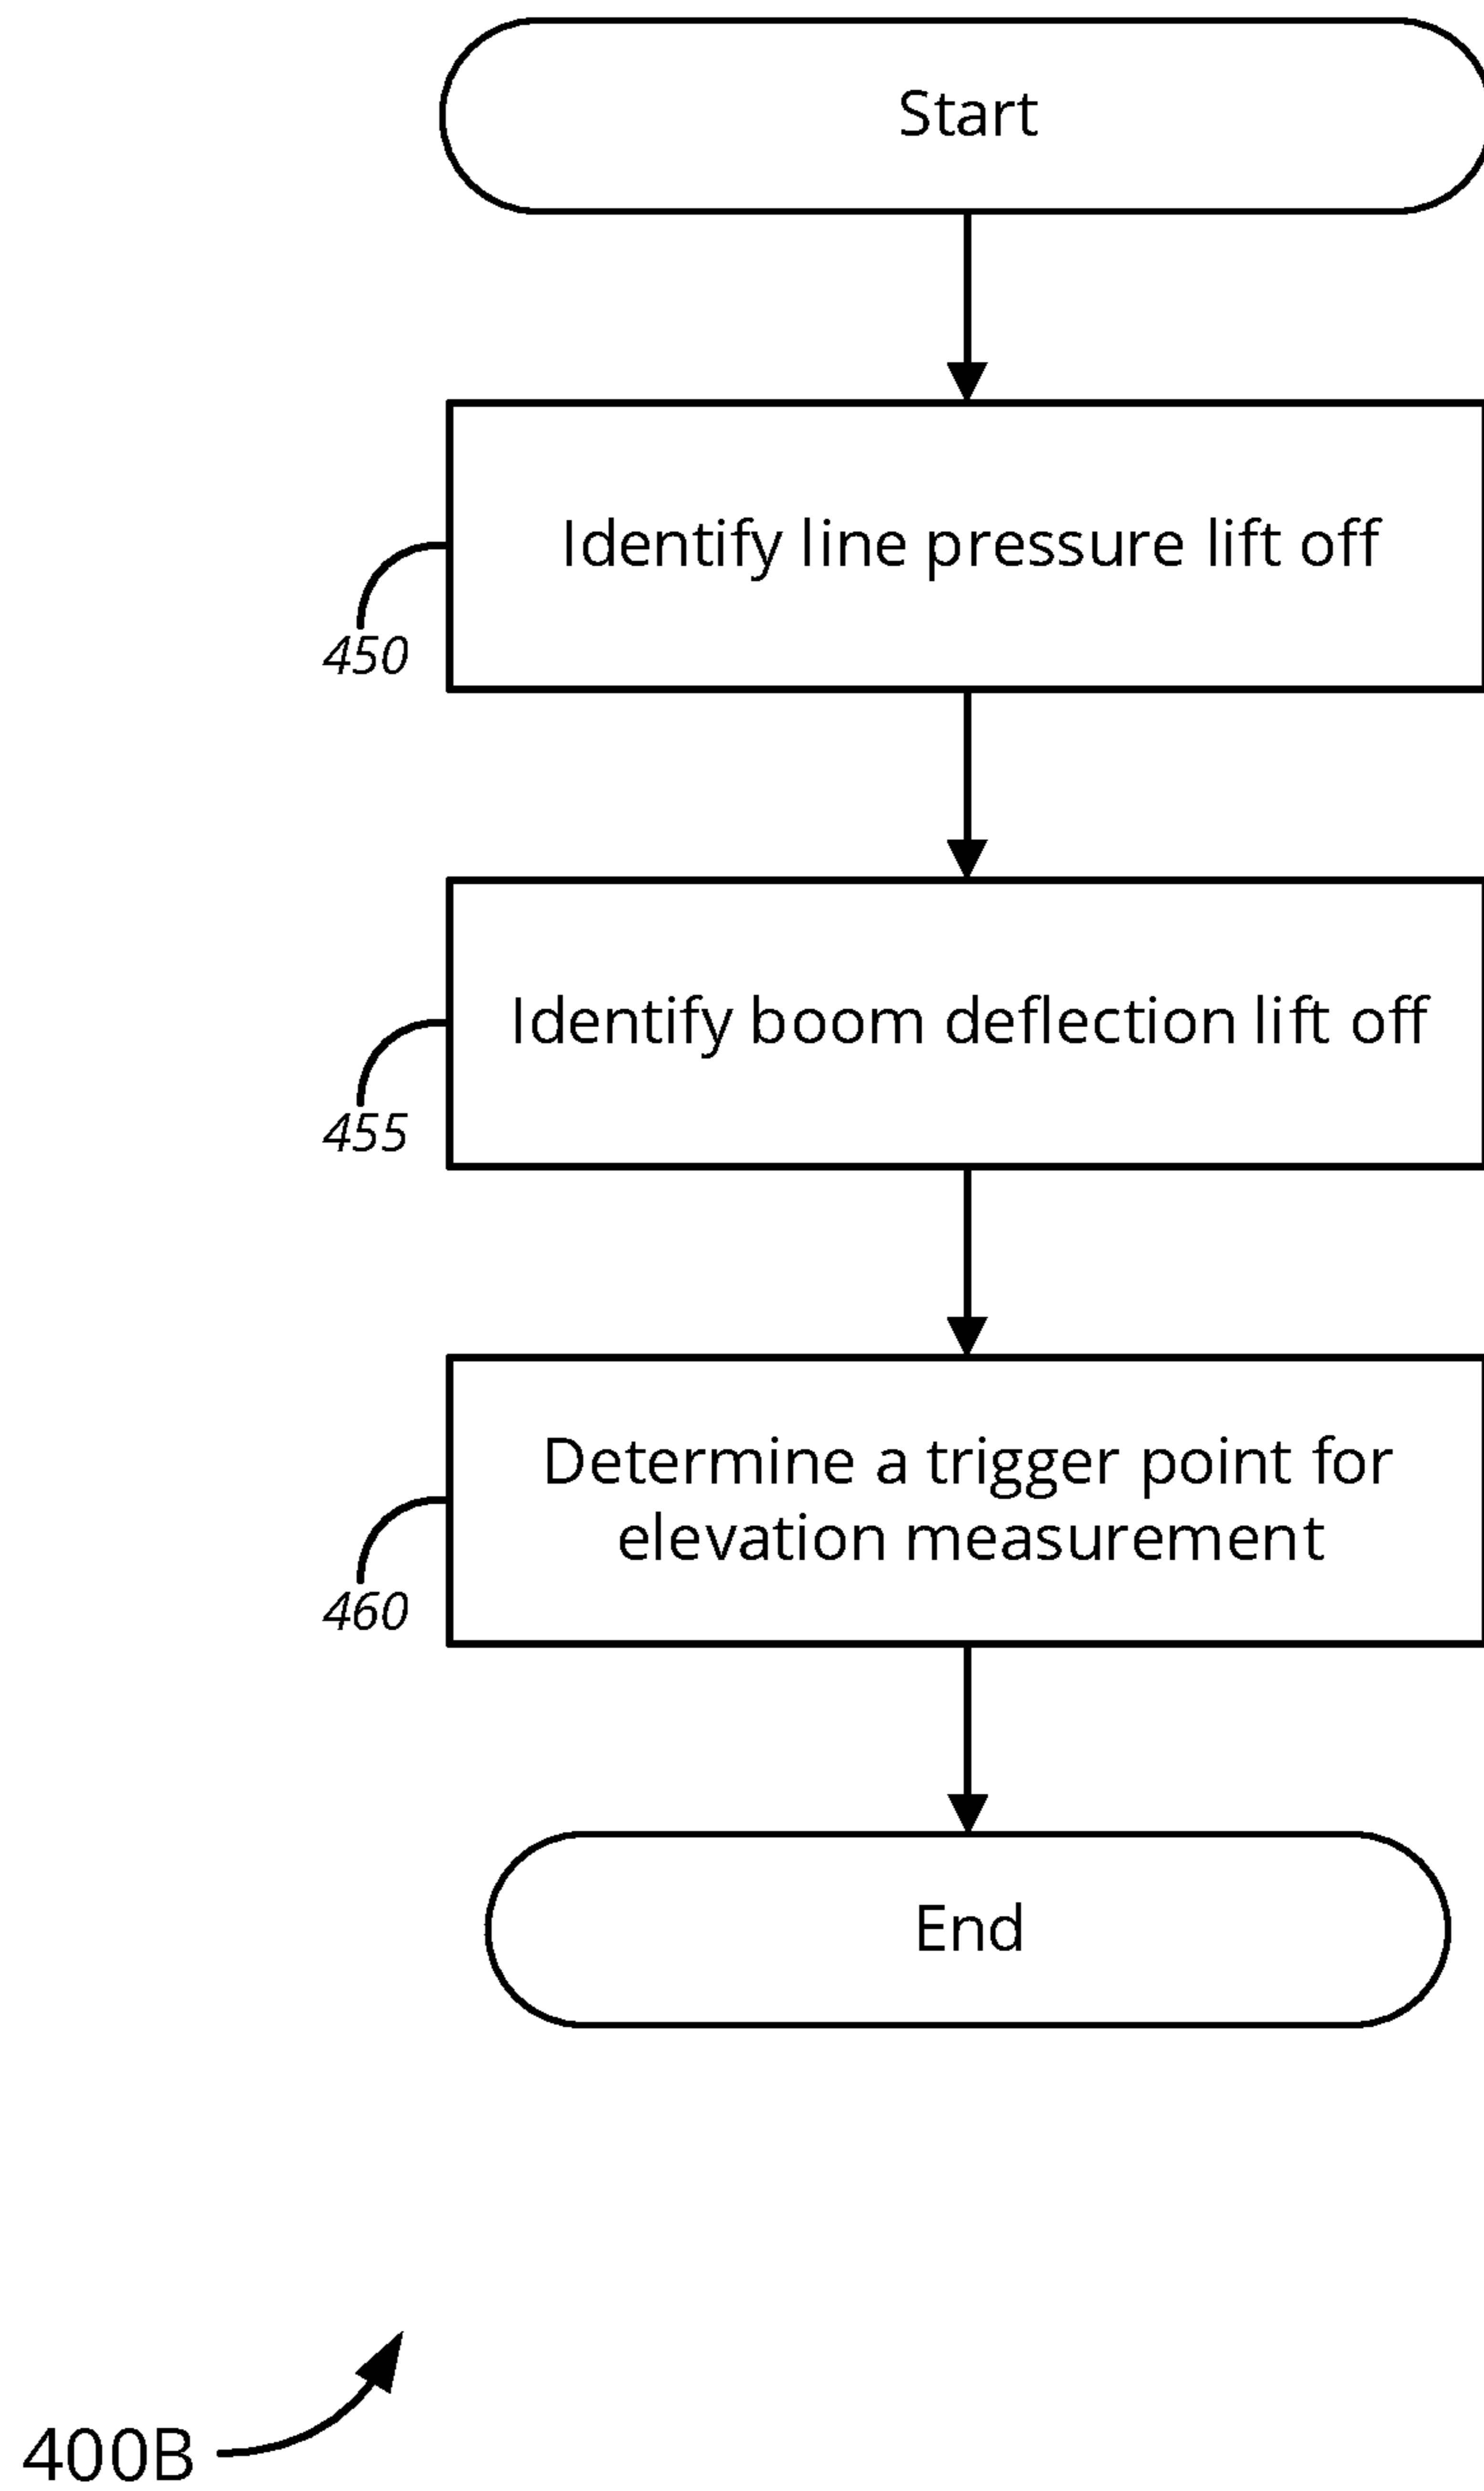 Start
Identify line pressure lift off
450
Identify boom deflection lift off
455
Determine a trigger point for
elevation measurement
460
End
400B